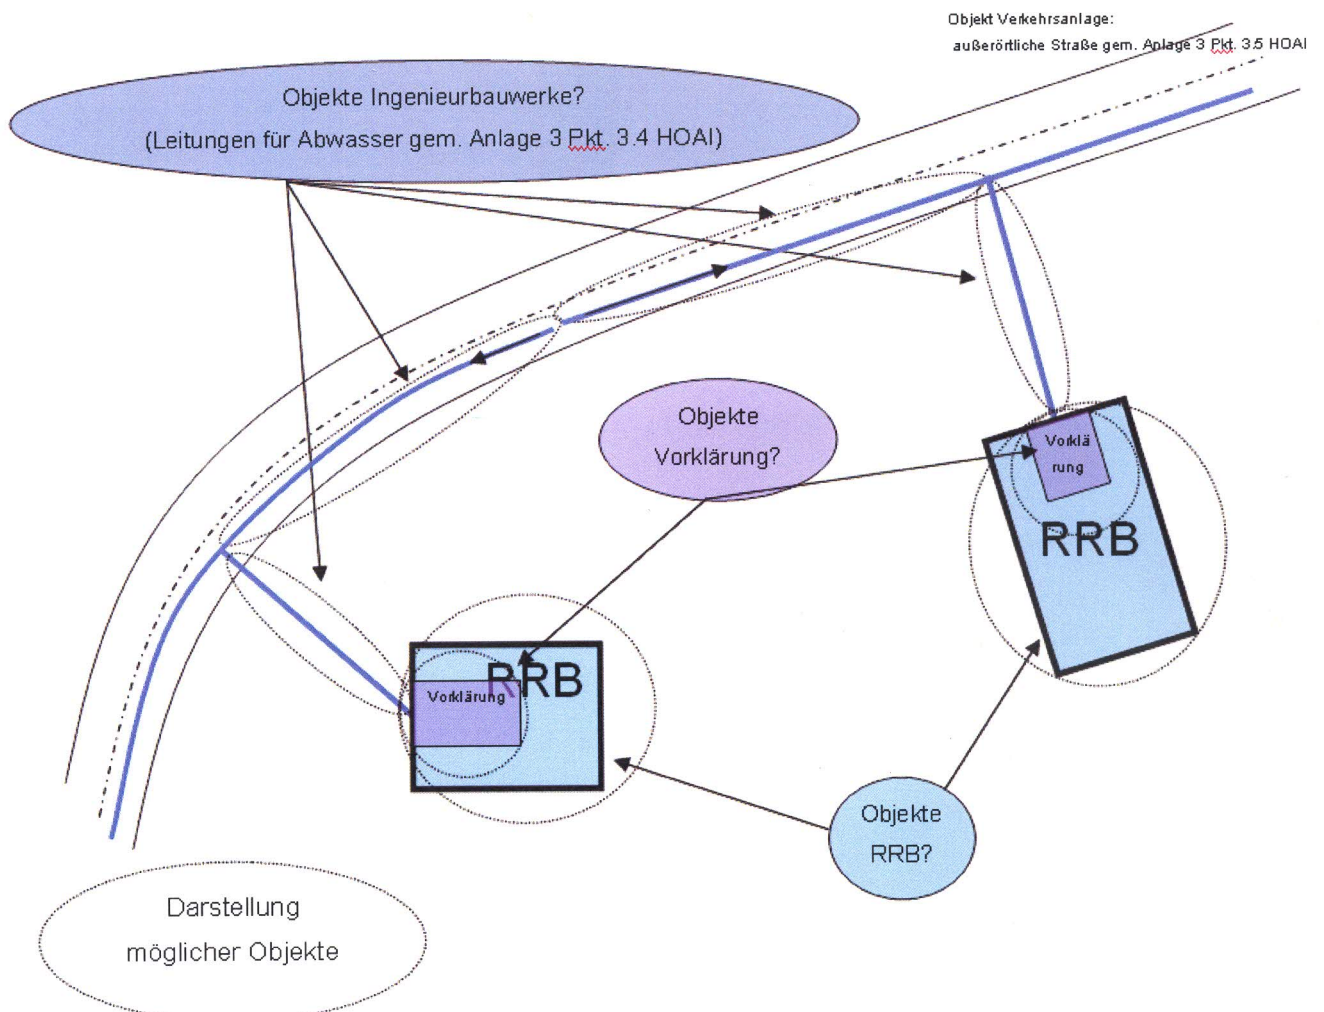 Objekt Verkehrsanlage:
außerörtliche Straße gem. Anlage 3 Pkt. 3.5 HOAI
Objekte Ingenieurbauwerke?
(Leitungen für Abwasser gem. Anlage 3 Pkt. 3.4 HOAI)
Objekte
Vorklärung?
Vorklä
rung
RRB
RRB
Vorklärung
Objekte
RRB?
Darstellung
möglicher Objekte